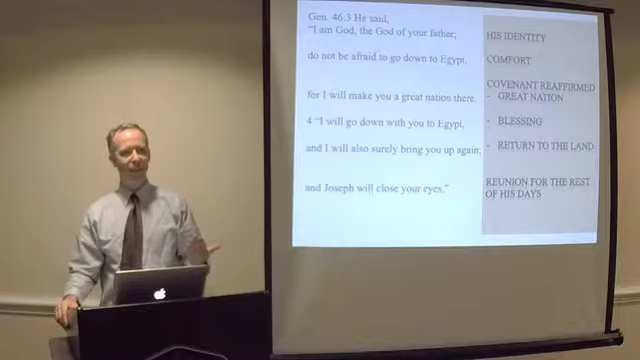 Gen. 46:3 He said,
"I am God, the God of your father;
HIS IDENTITY
do not be afraid to go down to Egypt,
COMFORT
COVENANT REAFFIRMED
for I will make you a great nation there.
- GREAT NATION
4 "I will go down with you to Egypt,
- BLESSING
and I will also surely bring you up again;
- RETURN TO THE LAND
and Joseph will close your eyes."
REUNION FOR THE REST
OF HIS DAYS